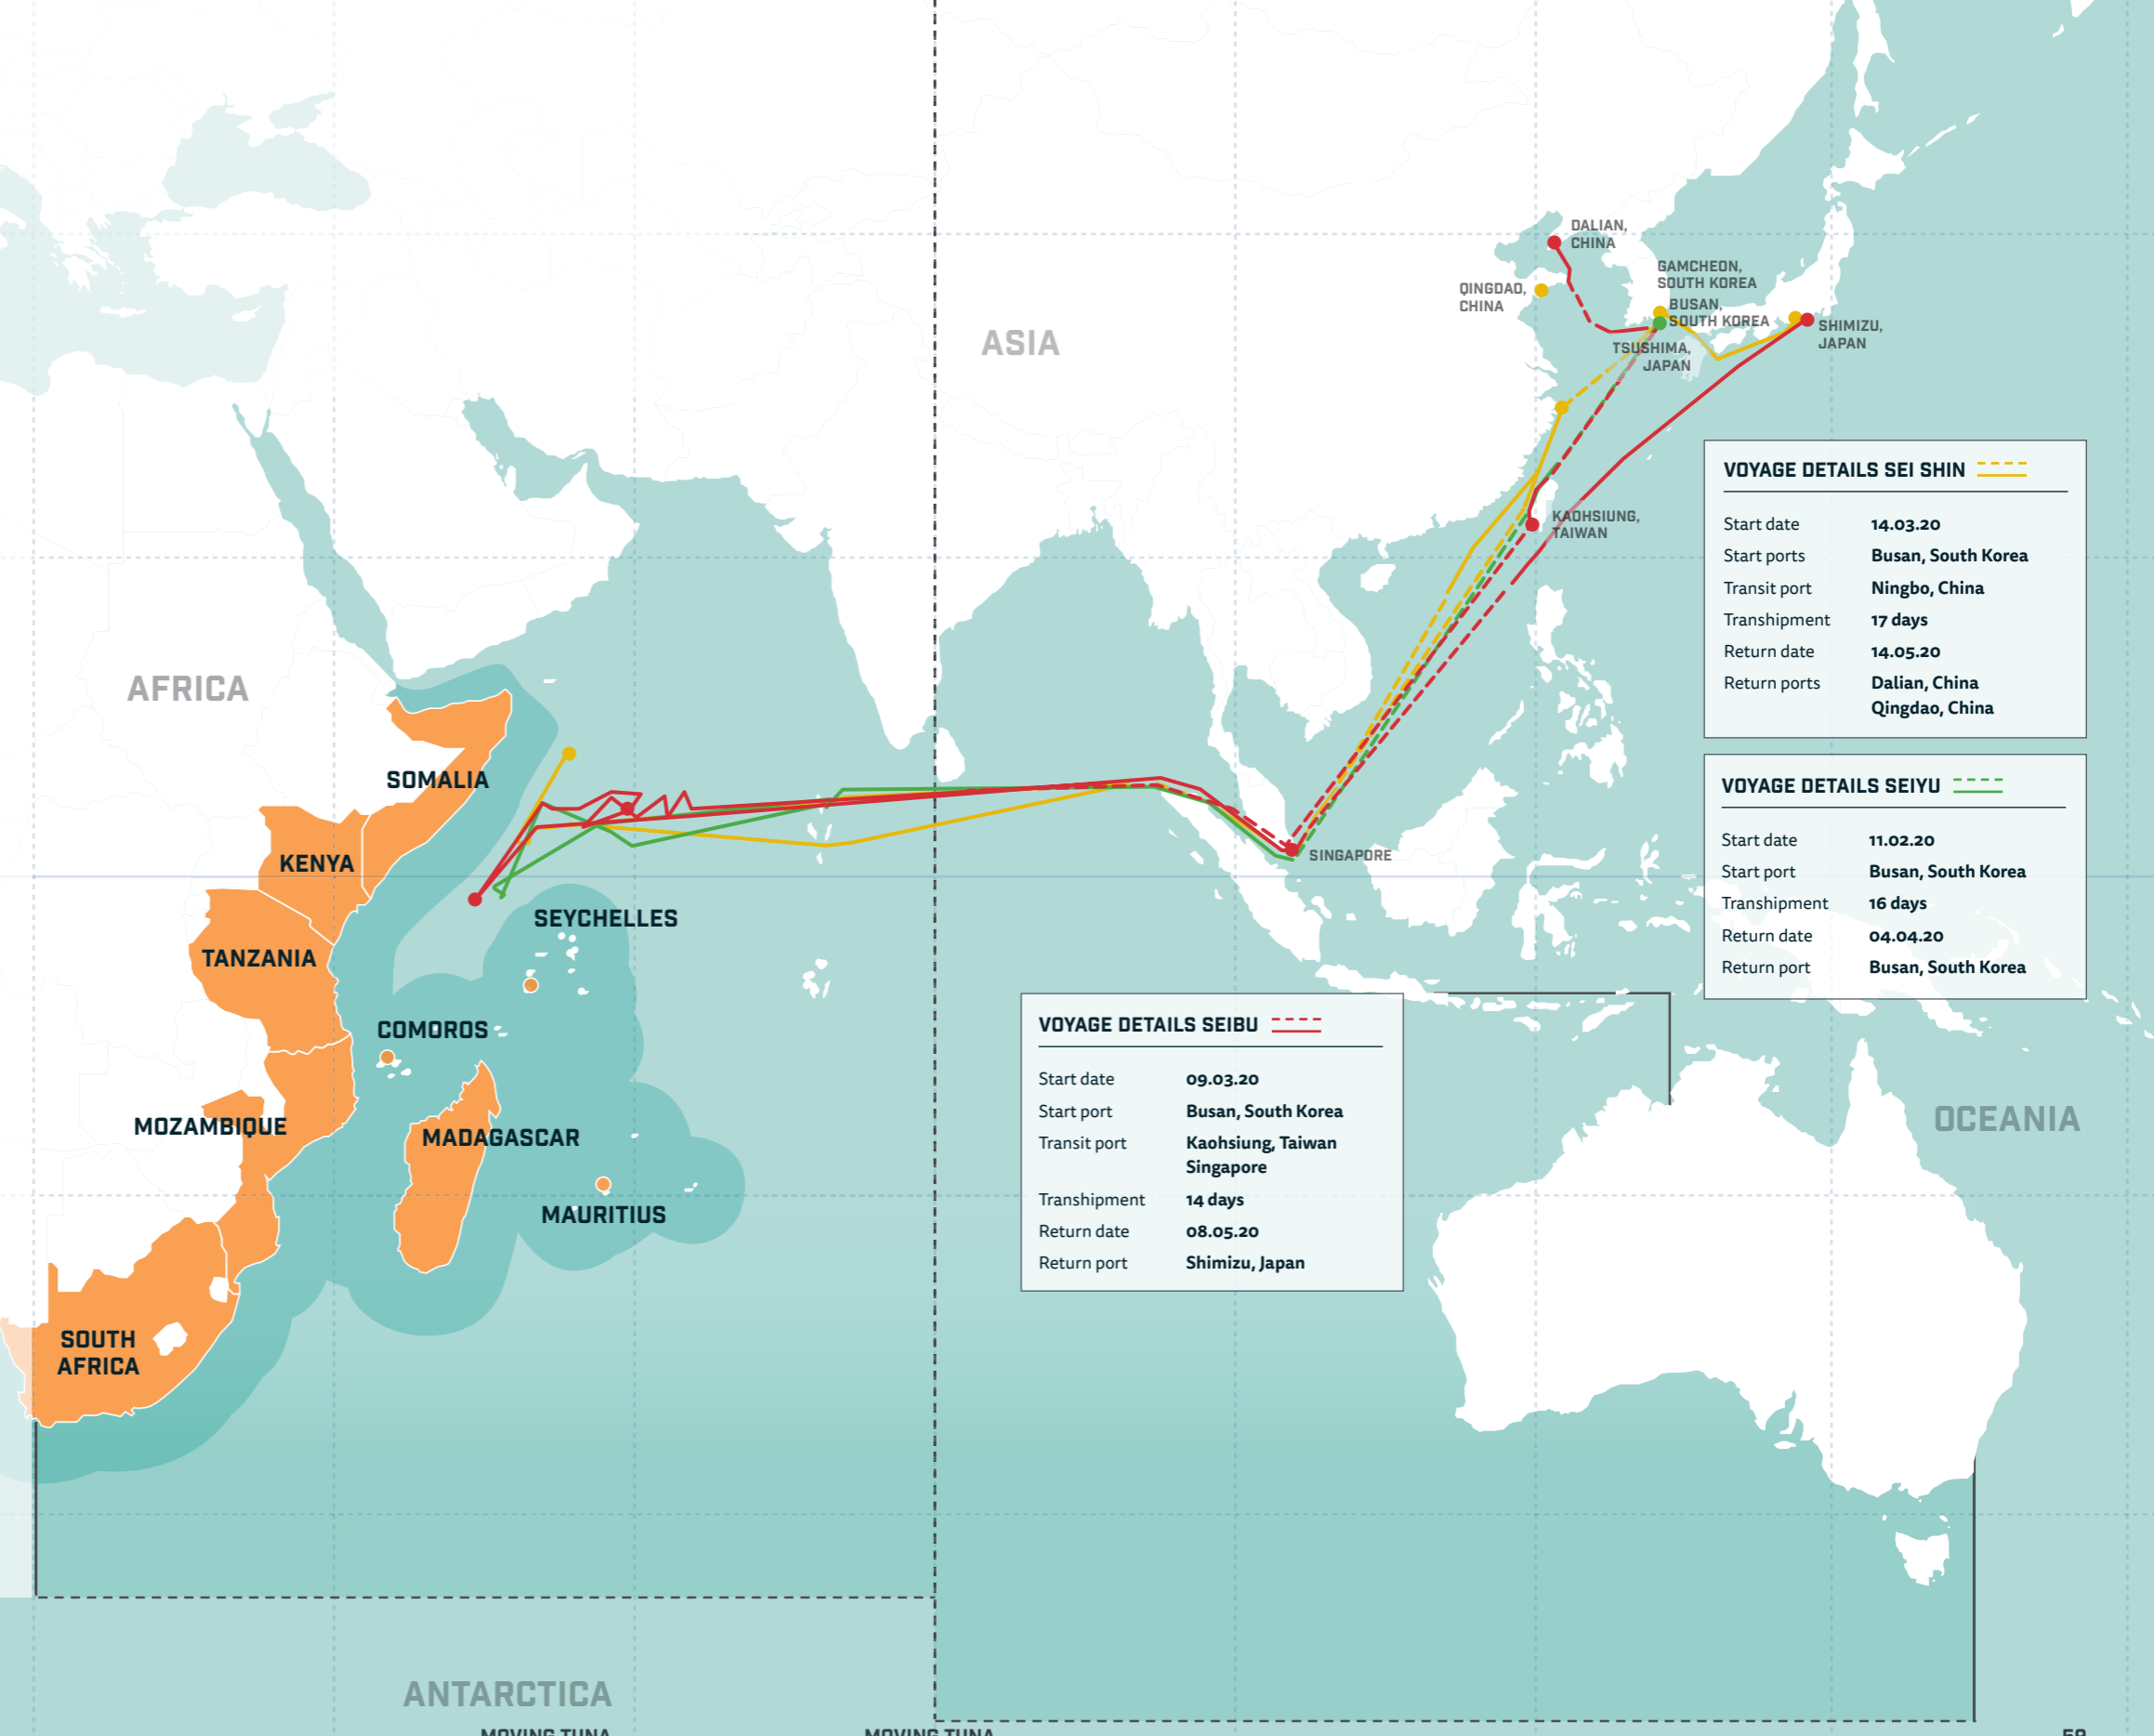 DALIAN,
CHINA
GAMCHEON,
SOUTH KOREA
QINGDAO,
CHINA
BUSAN,
SOUTH KOREA
SHIMIZU,
JAPAN
TSUSHIMA,
JAPAN
ASIA
KAOHSIUNG,
TAIWAN
VOYAGE DETAILS SEI SHIN
Start date 14.03.20
Start ports Busan, South Korea
Transit port Ningbo, China
Transhipment 17 days
Return date 14.05.20
Return ports Dalian, China
Qingdao, China
AFRICA
SOMALIA
VOYAGE DETAILS SEIYU
Start date 11.02.20
Start port Busan, South Korea
Transhipment 16 days
Return date 04.04.20
Return port Busan, South Korea
KENYA
SINGAPORE
SEYCHELLES
TANZANIA
COMOROS
VOYAGE DETAILS SEIBU
Start date 09.03.20
Start port Busan, South Korea
Transit port Kaohsiung, Taiwan
Singapore
Transhipment 14 days
Return date 08.05.20
Return port Shimizu, Japan
MOZAMBIQUE
MADAGASCAR
OCEANIA
MAURITIUS
SOUTH
AFRICA
ANTARCTICA
MOVING TUNA
MOVING TUNA